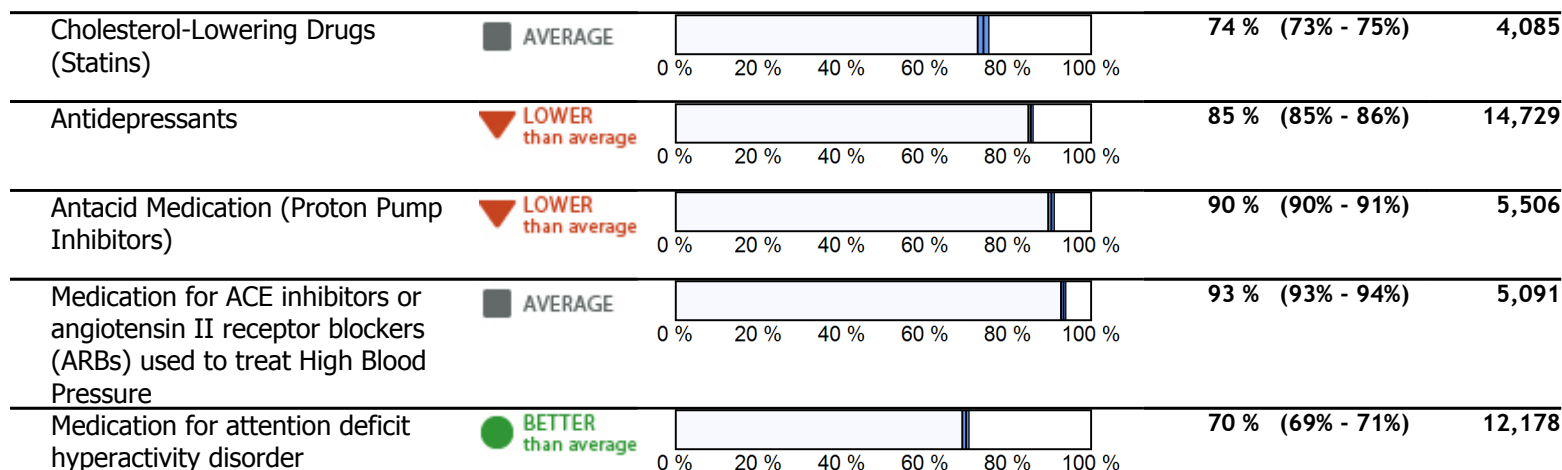 Cholesterol-Lowering Drugs
(Statins)
AVERAGE
0 % 20 % 40 % 60 % 80 % 100 %
74 % (73% - 75%) 4,085
Antidepressants
LOWER
than average
0 % 20 % 40 % 60 % 80 % 100 %
85 % (85% - 86%) 14,729
Antacid Medication (Proton Pump
Inhibitors)
LOWER
than average
0 % 20 % 40 % 60 % 80 % 100 %
90 % (90% - 91%) 5,506
Medication for ACE inhibitors or
angiotensin II receptor blockers
(ARBs) used to treat High Blood
Pressure
AVERAGE
0 % 20 % 40 % 60 % 80 % 100 %
93 % (93% - 94%) 5,091
Medication for attention deficit
hyperactivity disorder
BETTER
than average
0 % 20 % 40 % 60 % 80 % 100 %
70 % (69% - 71%) 12,178